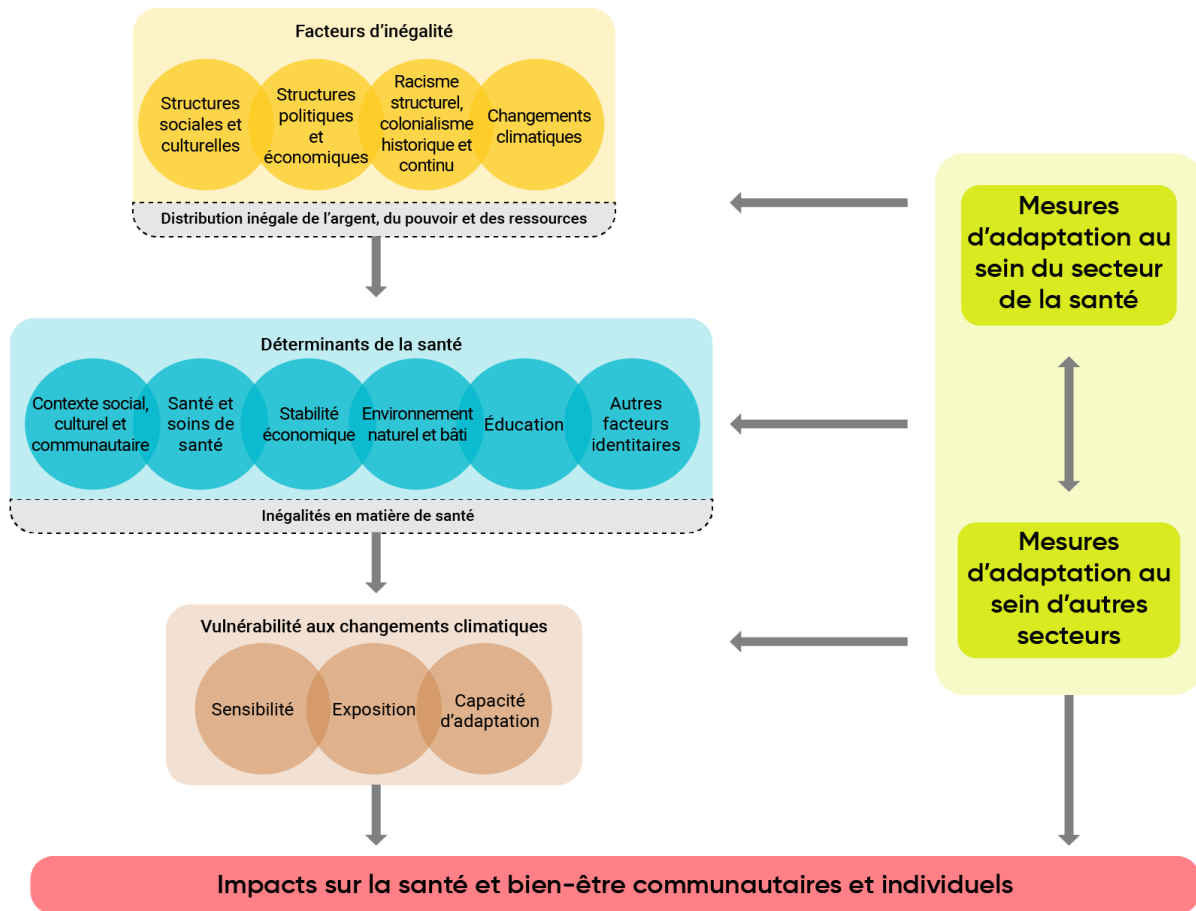 Facteurs d’inégalité
Structures
sociales et
culturelles
Structures
politiques
et
économiques
Racisme
structurel,
colonialisme
historique et
continu
Changements
climatiques
Distribution inégale de l’argent, du pouvoir et des ressources
Déterminants de la santé
Contexte social,
culturel et
communautaire
Santé et
soins de
santé
Stabilité
économique
Environnement
naturel et bâti
Éducation
Autres
facteurs
identitaires
Inégalités en matière de santé
Vulnérabilité aux changements climatiques
Sensibilité
Exposition
Capacité
d’adaptation
Mesures
d’adaptation au
sein du secteur
de la santé
Mesures
d’adaptation au
sein d’autres
secteurs
Impacts sur la santé et bien-être communautaires et individuels